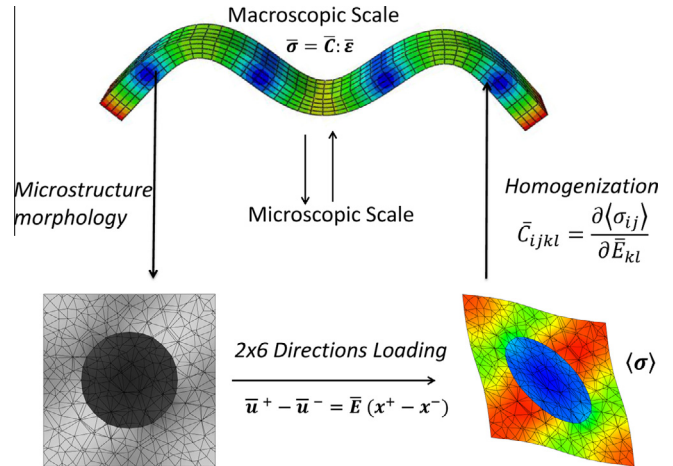 Macroscopic Scale
σ̄ = C̄: ε̄
Microstructure
morphology
Microscopic Scale
Homogenization
C̄ᵢⱼₖₗ = ∂⟨σᵢⱼ⟩ / ∂Ēₖₗ
2x6 Directions Loading
ū⁺ − ū⁻ = Ē (x⁺ − x⁻)
⟨σ⟩